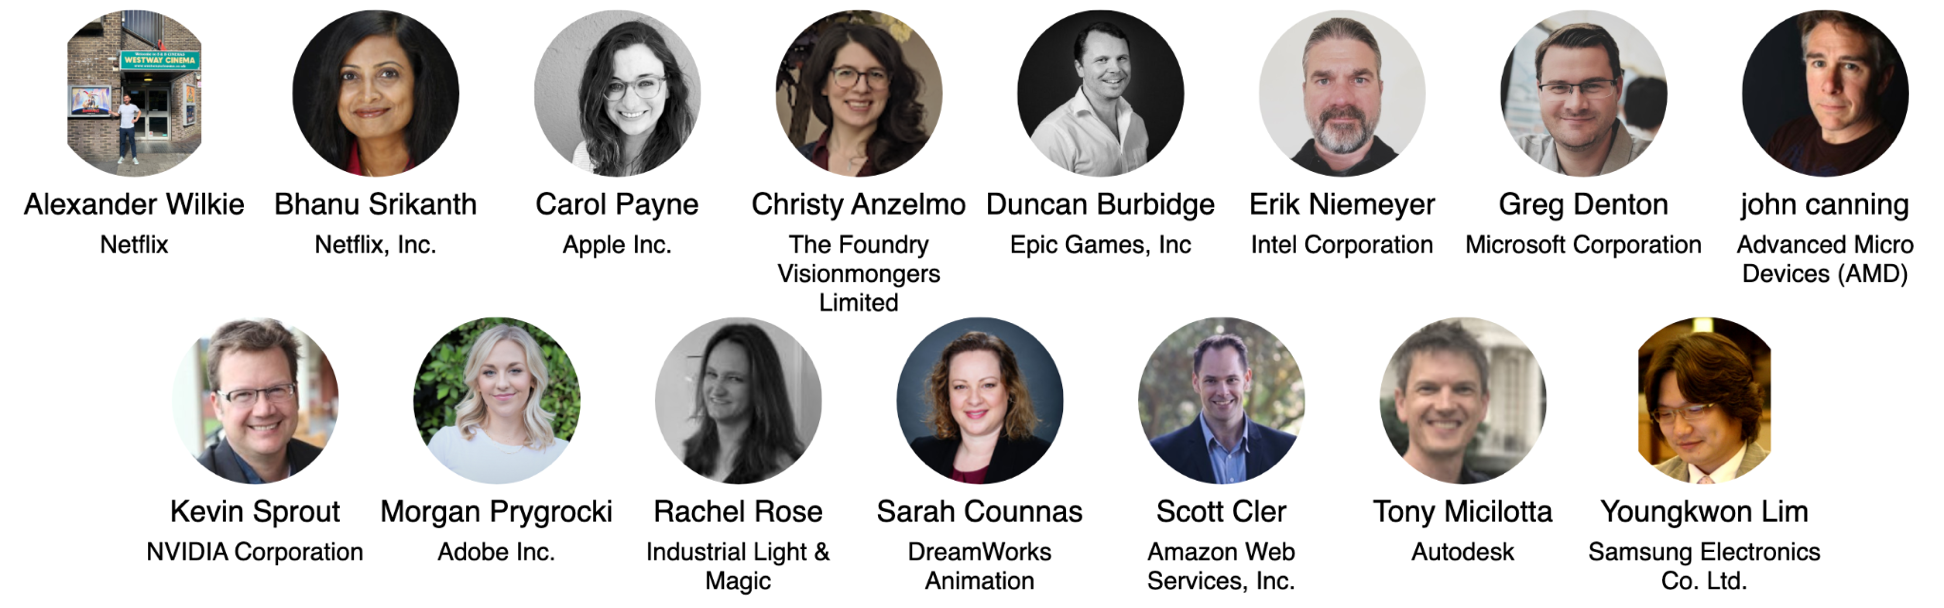 WESTWAY CINEMA
Alexander Wilkie
Netflix
Bhanu Srikanth
Netflix, Inc.
Carol Payne
Apple Inc.
Christy Anzelmo
The Foundry
Visionmongers
Limited
Duncan Burbidge
Epic Games, Inc
Erik Niemeyer
Intel Corporation
Greg Denton
Microsoft Corporation
john canning
Advanced Micro
Devices (AMD)
Kevin Sprout
NVIDIA Corporation
Morgan Prygrocki
Adobe Inc.
Rachel Rose
Industrial Light &
Magic
Sarah Counnas
DreamWorks
Animation
Scott Cler
Amazon Web
Services, Inc.
Tony Micilotta
Autodesk
Youngkwon Lim
Samsung Electronics
Co. Ltd.